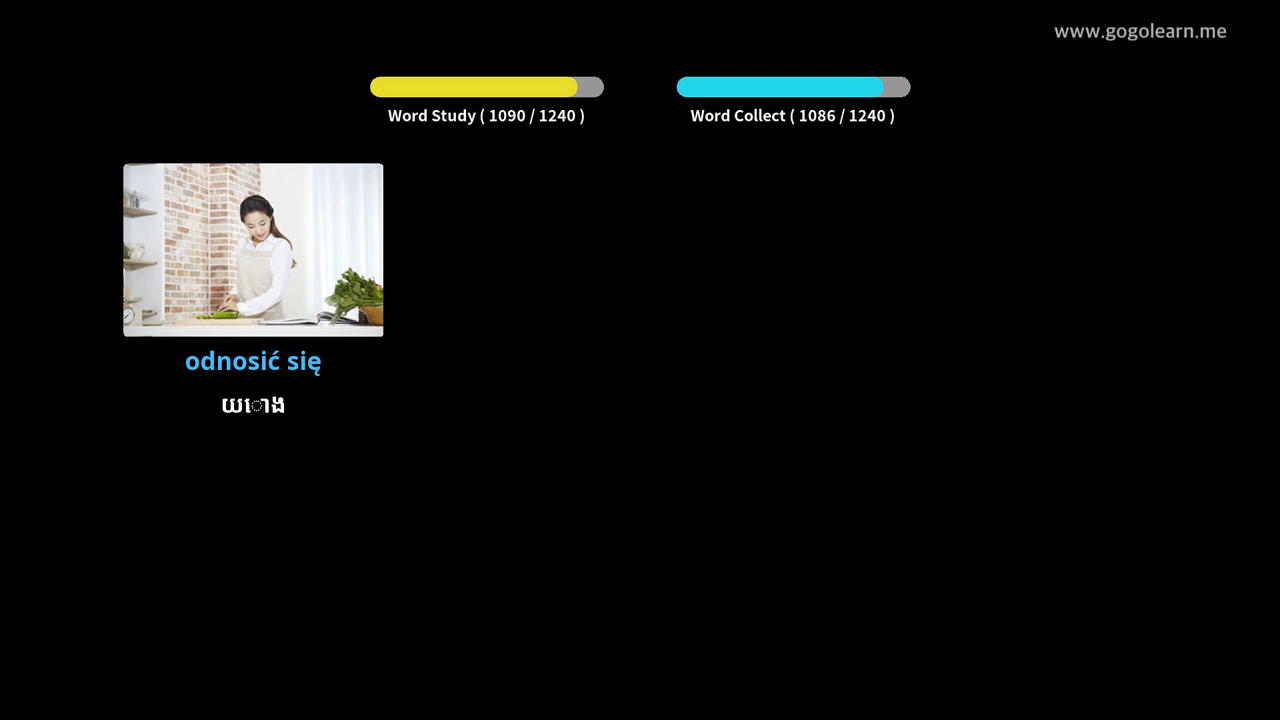 www.gogolearn.me
Word Study ( 1090 / 1240 )
Word Collect ( 1086 / 1240 )
odnosić się
យោង